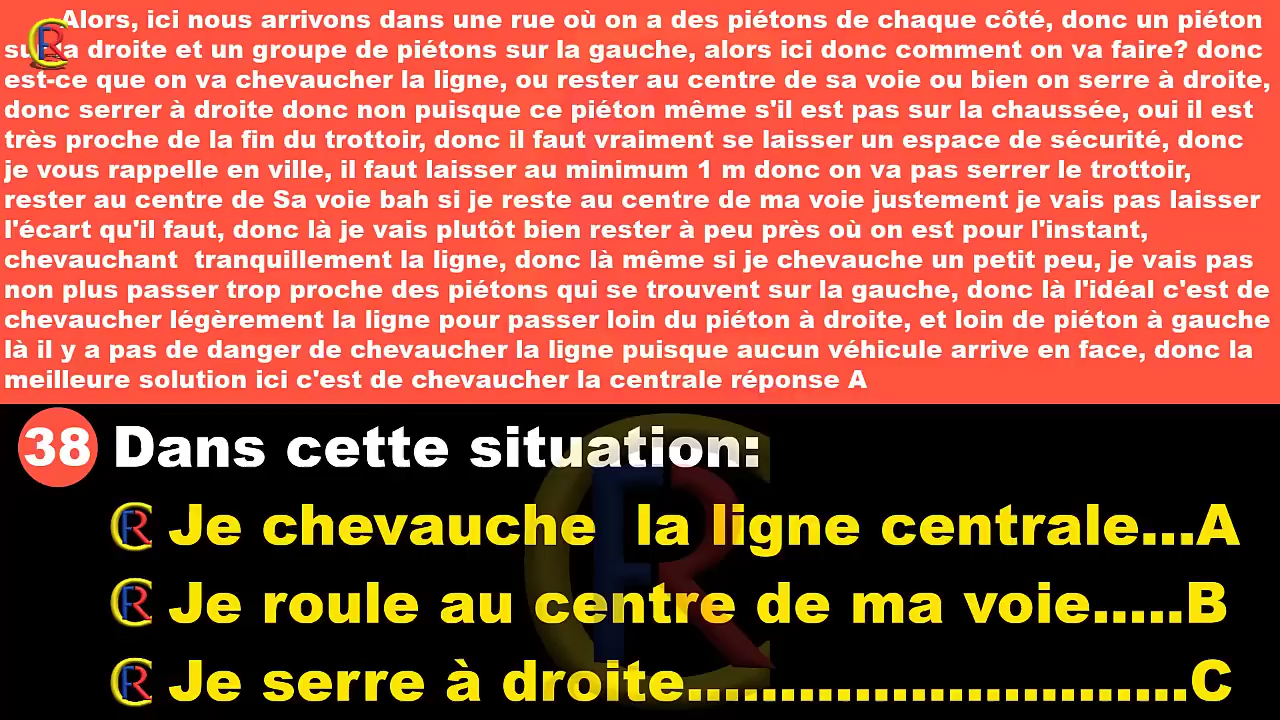 Alors, ici nous arrivons dans une rue où on a des piétons de chaque côté, donc un piéton
sur la droite et un groupe de piétons sur la gauche, alors ici donc comment on va faire? donc
est-ce que on va chevaucher la ligne, ou rester au centre de sa voie ou bien on serre à droite,
donc serrer à droite donc non puisque ce piéton même s'il est pas sur la chaussée, oui il est
très proche de la fin du trottoir, donc il faut vraiment se laisser un espace de sécurité, donc
je vous rappelle en ville, il faut laisser au minimum 1 m donc on va pas serrer le trottoir,
rester au centre de Sa voie bah si je reste au centre de ma voie justement je vais pas laisser
l'écart qu'il faut, donc là je vais plutôt bien rester à peu près où on est pour l'instant,
chevauchant  tranquillement la ligne, donc là même si je chevauche un petit peu, je vais pas
non plus passer trop proche des piétons qui se trouvent sur la gauche, donc là l'idéal c'est de
chevaucher légèrement la ligne pour passer loin du piéton à droite, et loin de piéton à gauche
là il y a pas de danger de chevaucher la ligne puisque aucun véhicule arrive en face, donc la
meilleure solution ici c'est de chevaucher la centrale réponse A
38 Dans cette situation:
Je chevauche  la ligne centrale...A
Je roule au centre de ma voie.....B
Je serre à droite...........................C